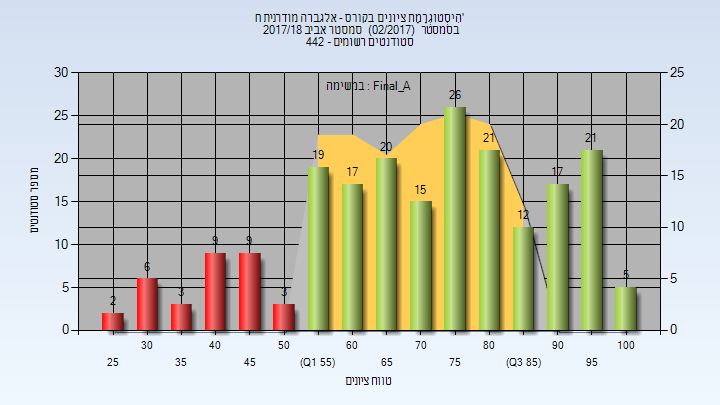 היסטוגרמת ציונים בקורס - אלגברה מודרנית ח'
בסמסטר (02/2017) סמסטר אביב 2017/18
סטודנטים רשומים - 442
במשימה : Final_A
מספר סטודנטים
30 25 20 15 10 5 0
25 20 15 10 5 0
2 6 3 9 9 3 19 17 20 15 26 21 12 17 21 5
30 40 50 60 70 80 90 100
25 35 45 (Q1 55) 65 75 (Q3 85) 95
טווח ציונים